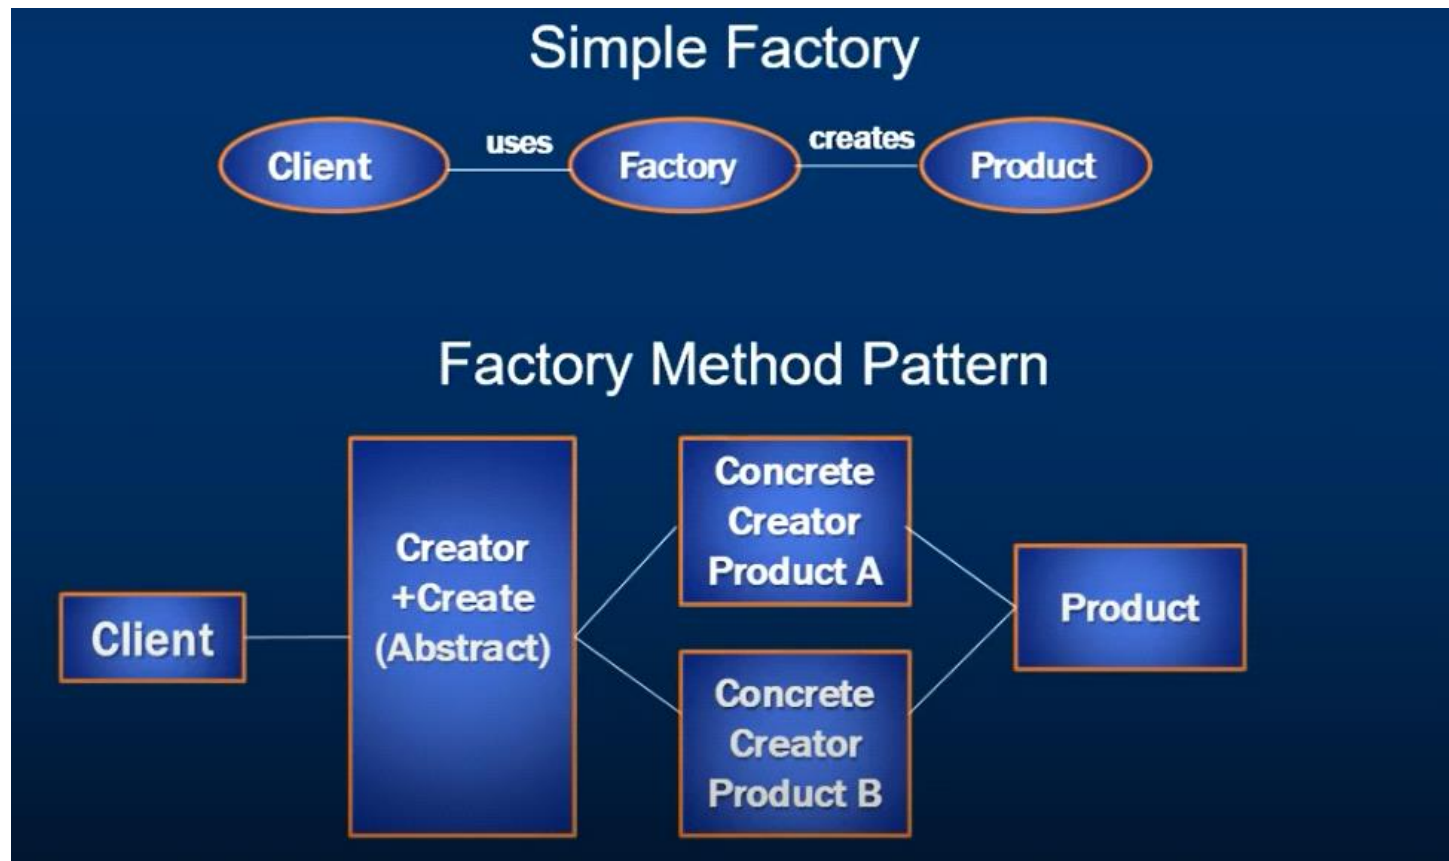 Simple Factory
Client
uses
Factory
creates
Product
Factory Method Pattern
Client
Creator
+Create
(Abstract)
Concrete
Creator
Product A
Concrete
Creator
Product B
Product